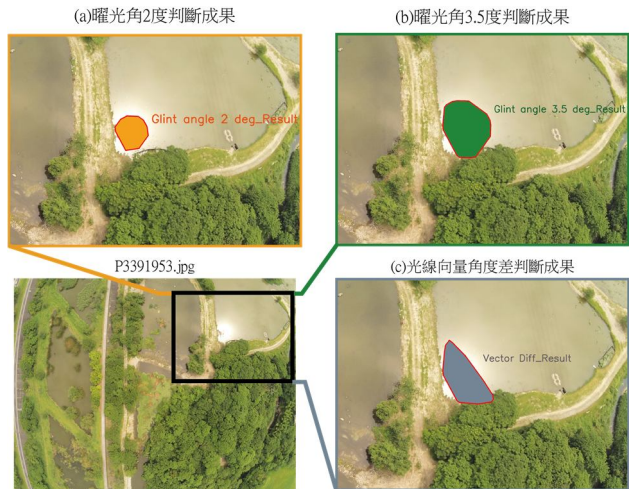 (a)曜光角2度判斷成果
(b)曜光角3.5度判斷成果
Glint angle 2 deg_Result
Glint angle 3.5 deg_Result
P3391953.jpg
(c)光線向量角度差判斷成果
Vector Diff_Result